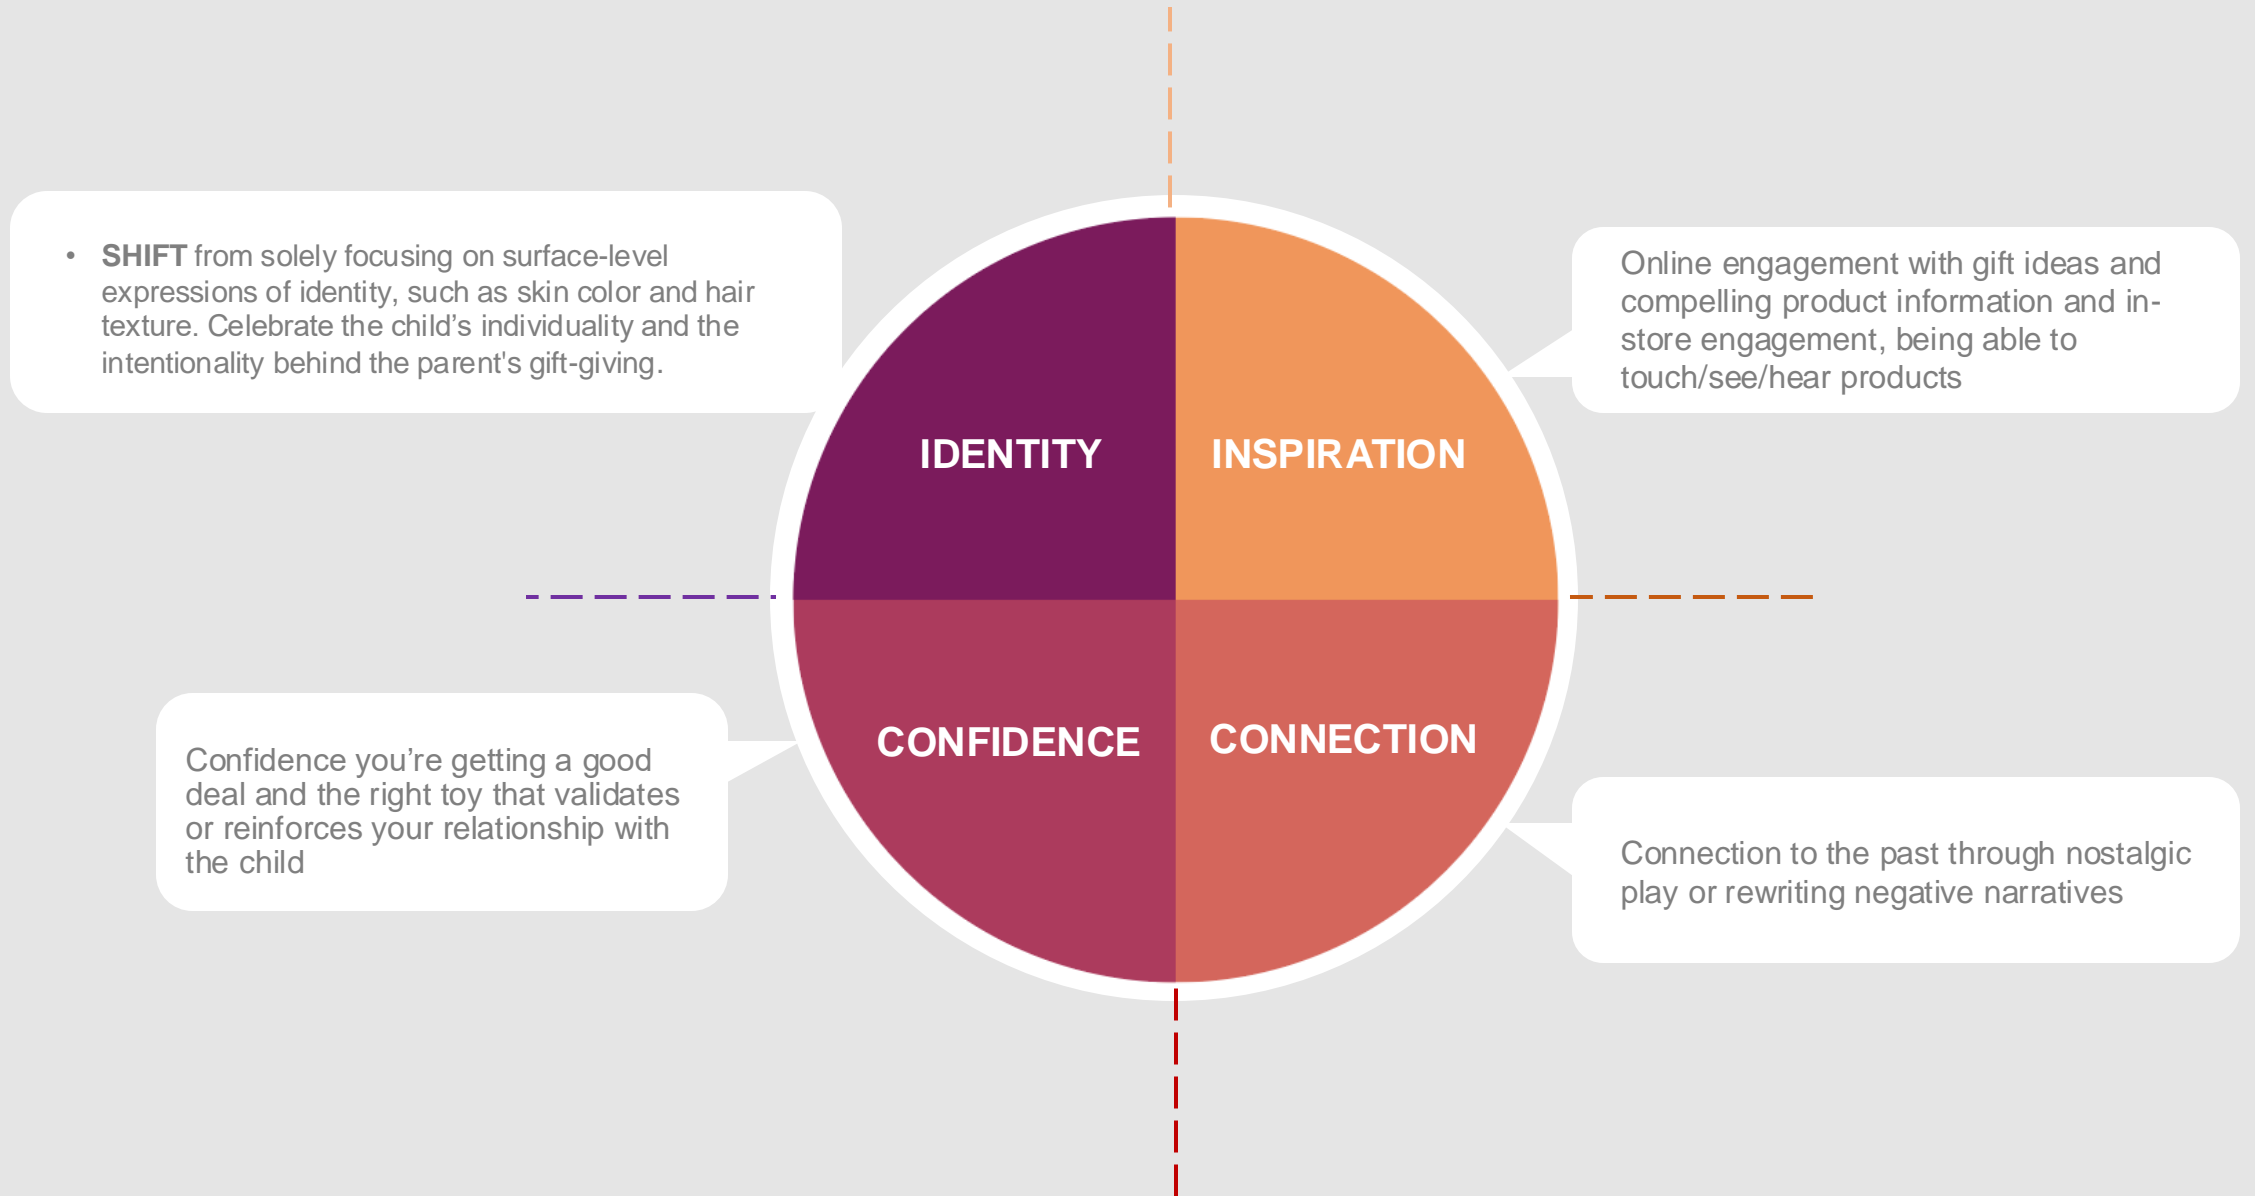 • SHIFT from solely focusing on surface-level
expressions of identity, such as skin color and hair
texture. Celebrate the child’s individuality and the
intentionality behind the parent's gift-giving.
Online engagement with gift ideas and
compelling product information and in-
store engagement, being able to
touch/see/hear products
IDENTITY
INSPIRATION
CONFIDENCE
CONNECTION
Confidence you’re getting a good
deal and the right toy that validates
or reinforces your relationship with
the child
Connection to the past through nostalgic
play or rewriting negative narratives